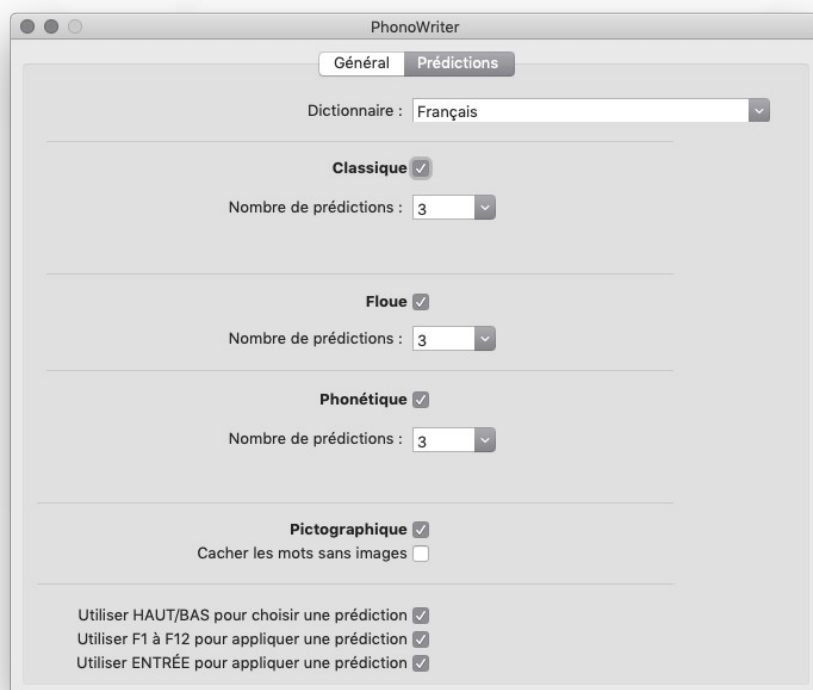 PhonoWriter
Général Prédictions
Dictionnaire : Français
Classique
Nombre de prédictions : 3
Floue
Nombre de prédictions : 3
Phonétique
Nombre de prédictions : 3
Pictographique
Cacher les mots sans images
Utiliser HAUT/BAS pour choisir une prédiction
Utiliser F1 à F12 pour appliquer une prédiction
Utiliser ENTRÉE pour appliquer une prédiction